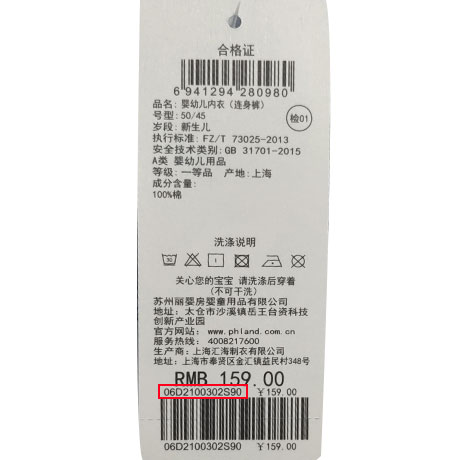 合格证
6 941294 280980
品名: 婴幼儿内衣（连身裤）
号型: 50/45
检01
岁段: 新生儿
执行标准: FZ/T 73025-2013
安全技术类别: GB 31701-2015
A类 婴幼儿用品
等级: 一等品 产地: 上海
成分含量:
100%棉
洗涤说明
关心您的宝宝 请洗涤后穿着
(不可干洗)
苏州丽婴房婴童用品有限公司
地址: 太仓市沙溪镇岳王台资科技
创新产业园
官方网站: www.phland.com.cn
服务热线: 4008217600
生产商: 上海汇海制衣有限公司
地址: 上海市奉贤区金汇镇益民村348号
RMB 159.00
06D2100302S90 ￥159.00
06D2100302S90 ￥159.00